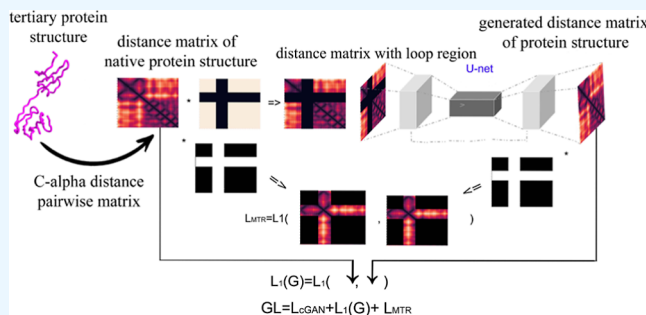 tertiary protein
structure
distance matrix of
native protein structure
distance matrix with loop region
generated distance matrix
of protein structure
U-net
*
=>
*
*
=>
<=
C-alpha distance
pairwise matrix
LMTR=L1( , )
L1(G)=L1( , )
GL=LcGAN+L1(G)+ LMTR